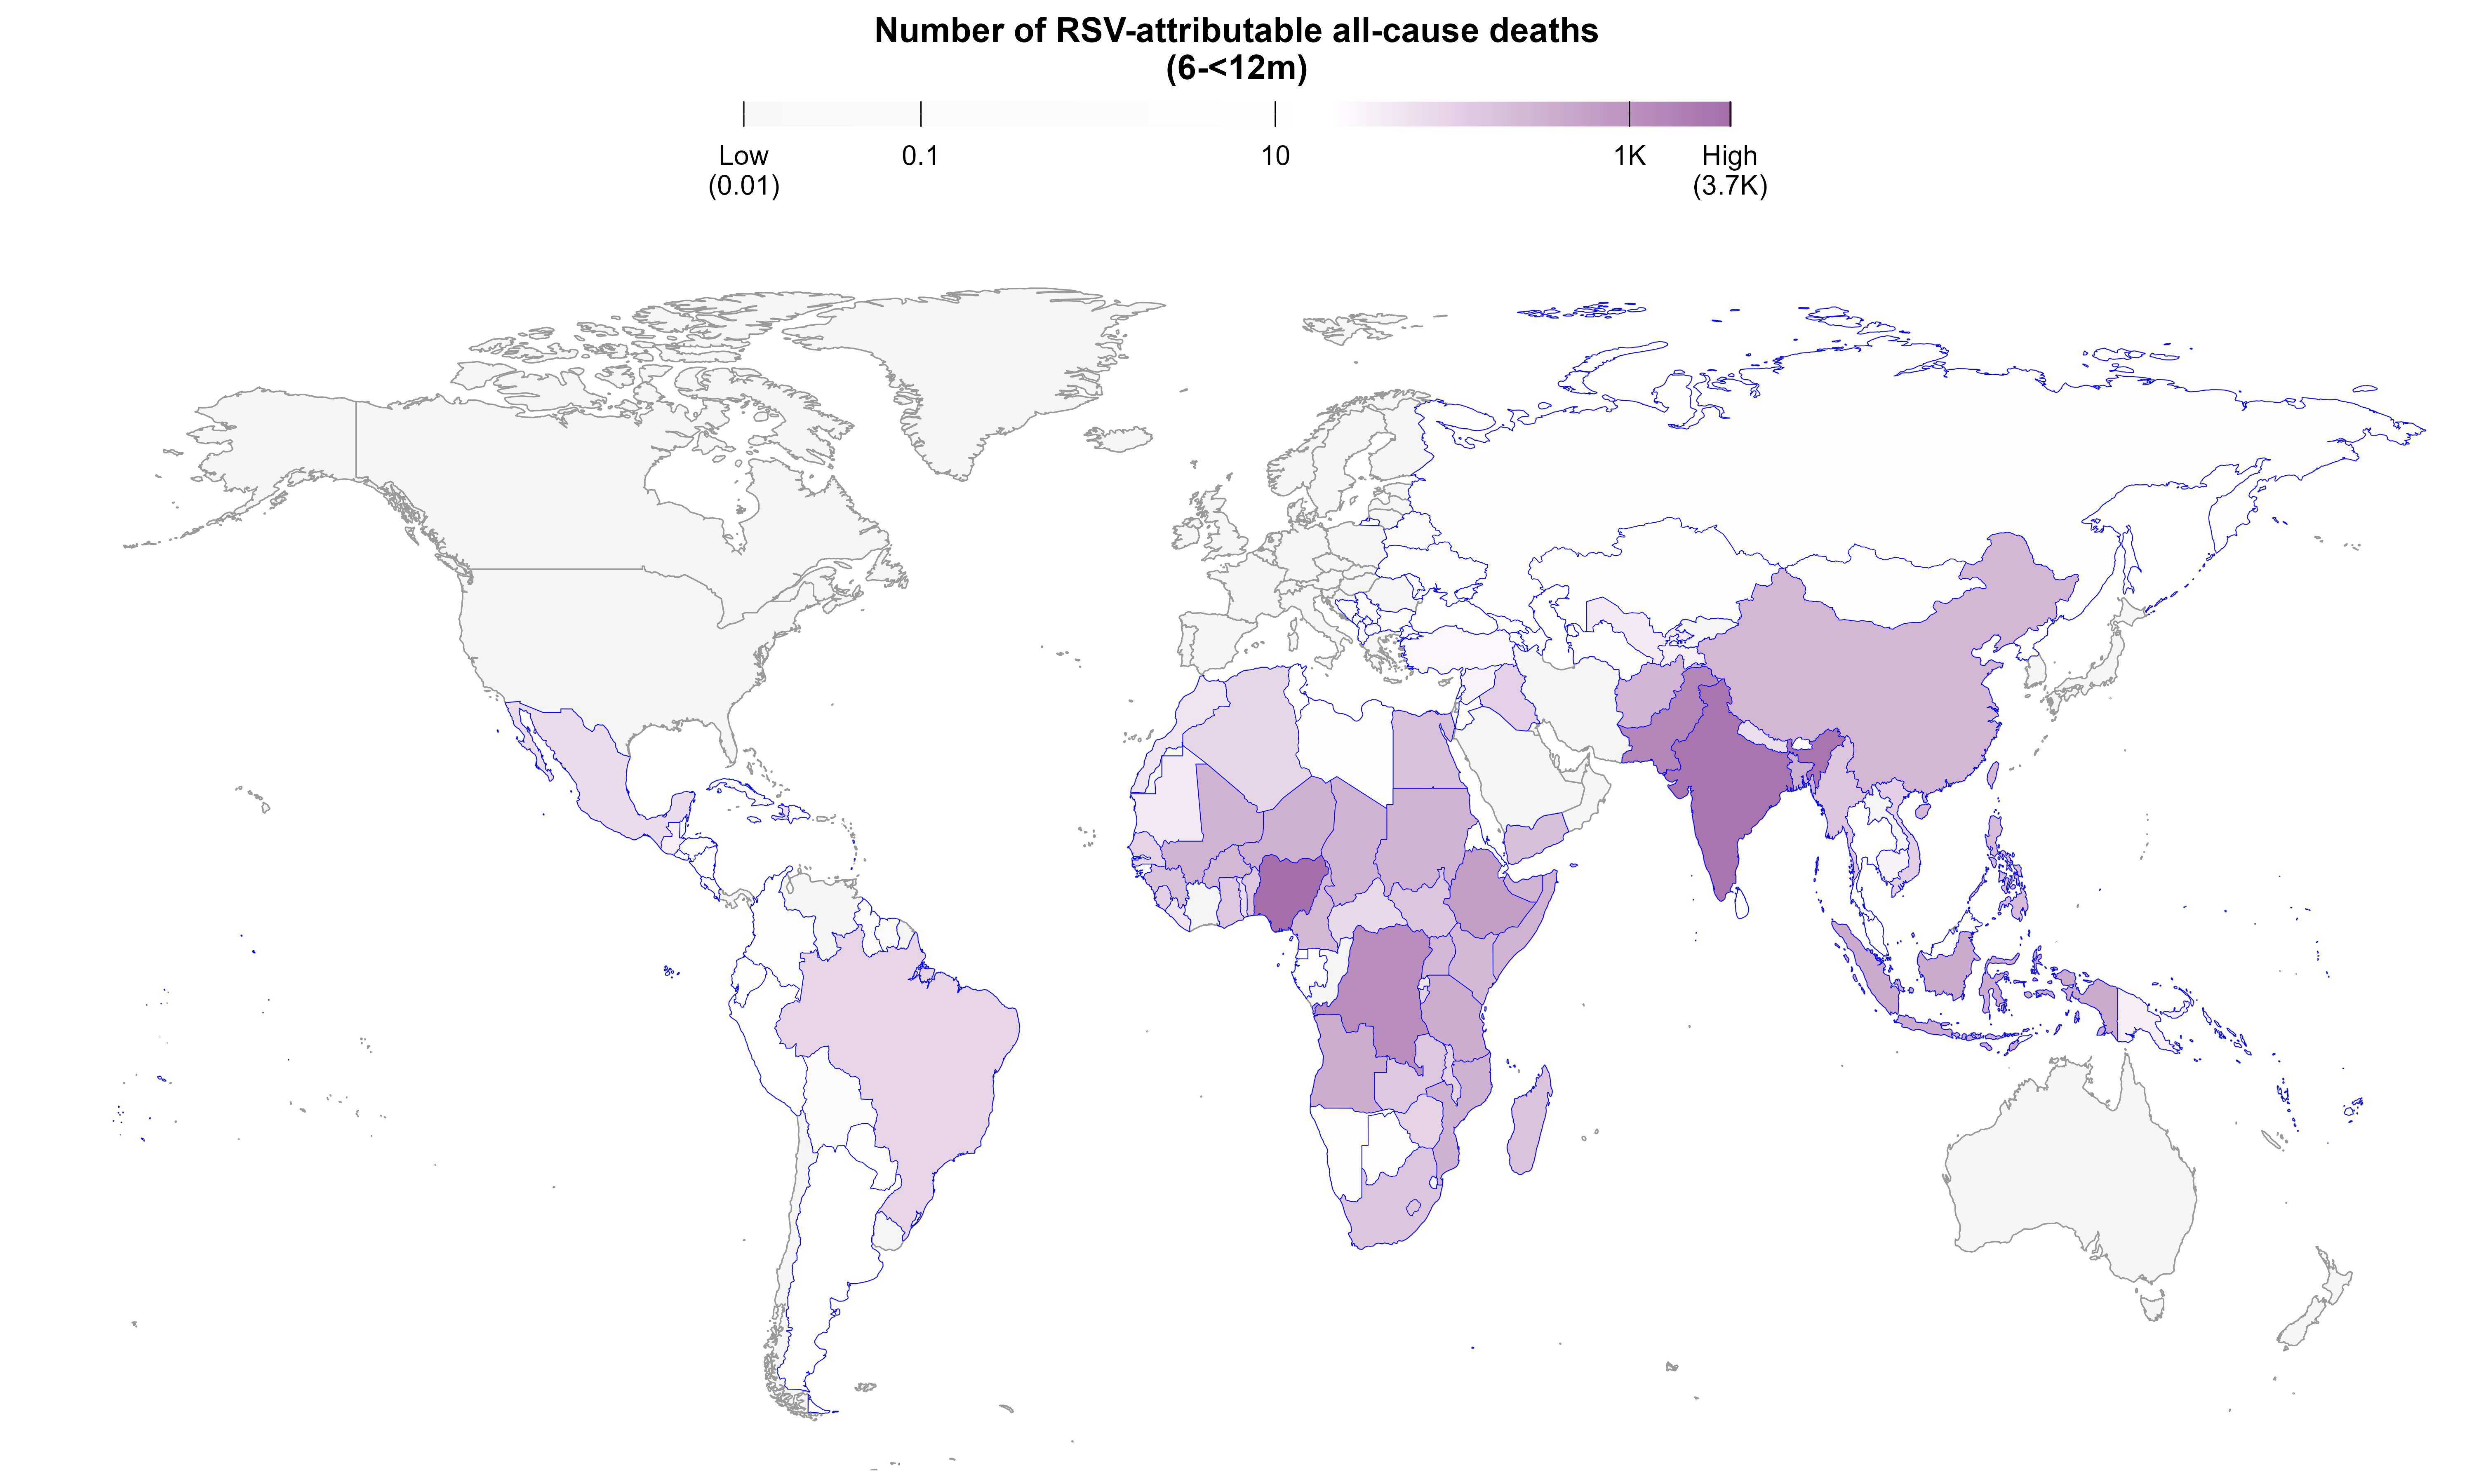 Number of RSV-attributable all-cause deaths
(6-<12m)
Low 0.1 10 1K High
(0.01) (3.7K)